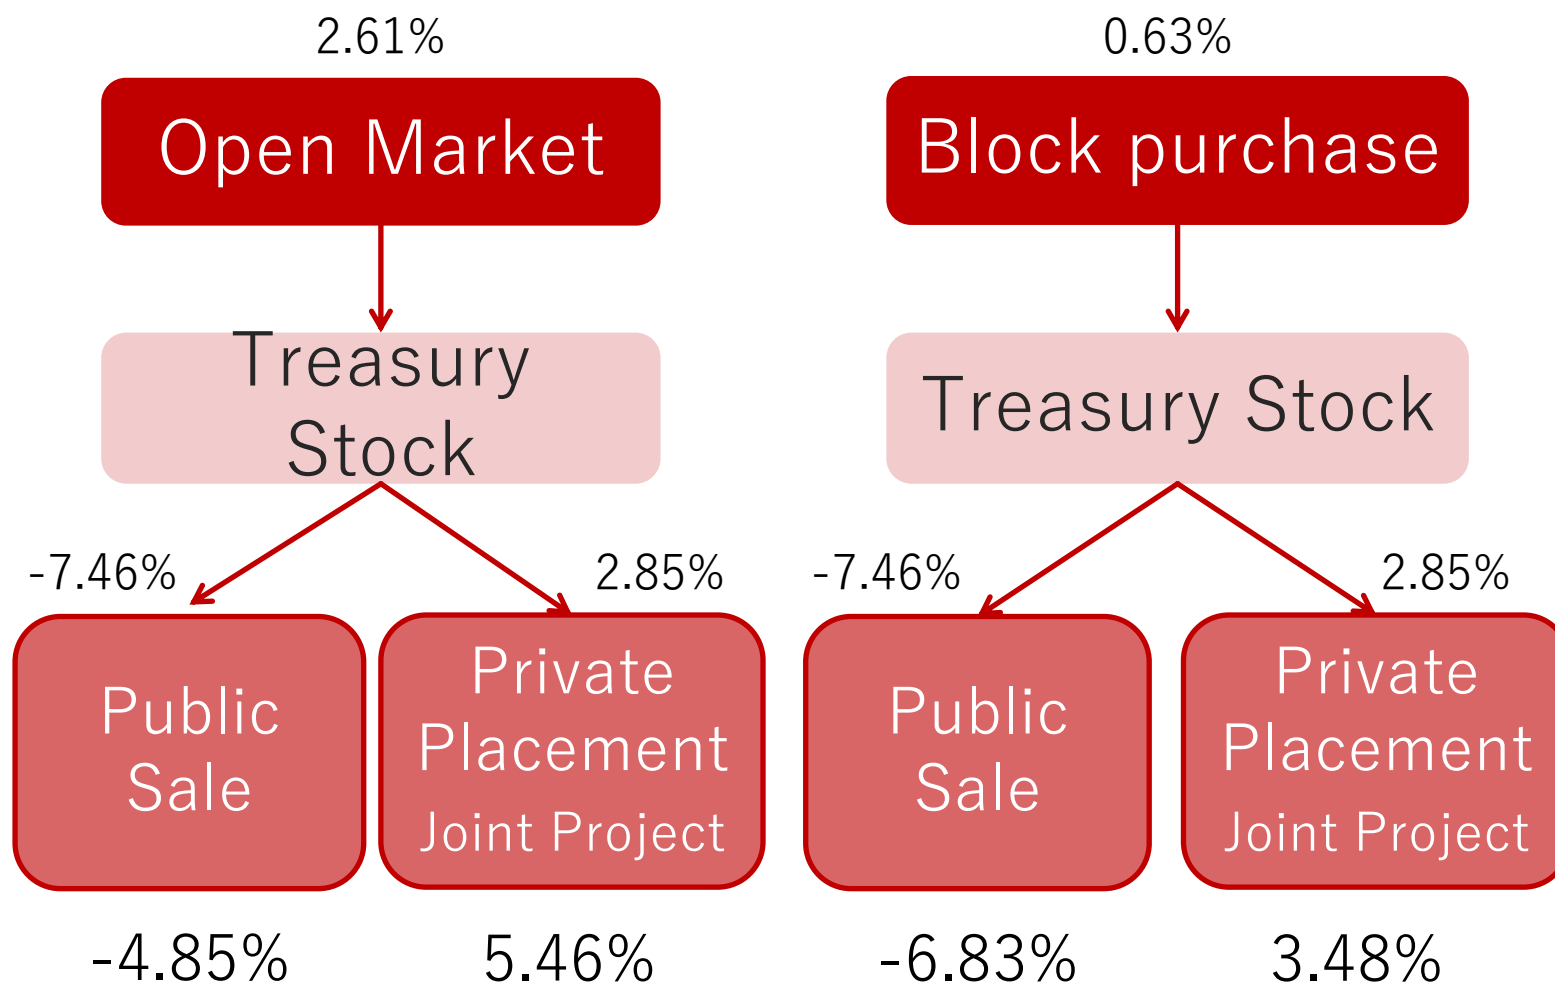 2.61%
Open Market
Treasury
Stock
-7.46%
2.85%
Public
Sale
Private
Placement
Joint Project
-4.85%
5.46%
0.63%
Block purchase
Treasury Stock
-7.46%
2.85%
Public
Sale
Private
Placement
Joint Project
-6.83%
3.48%